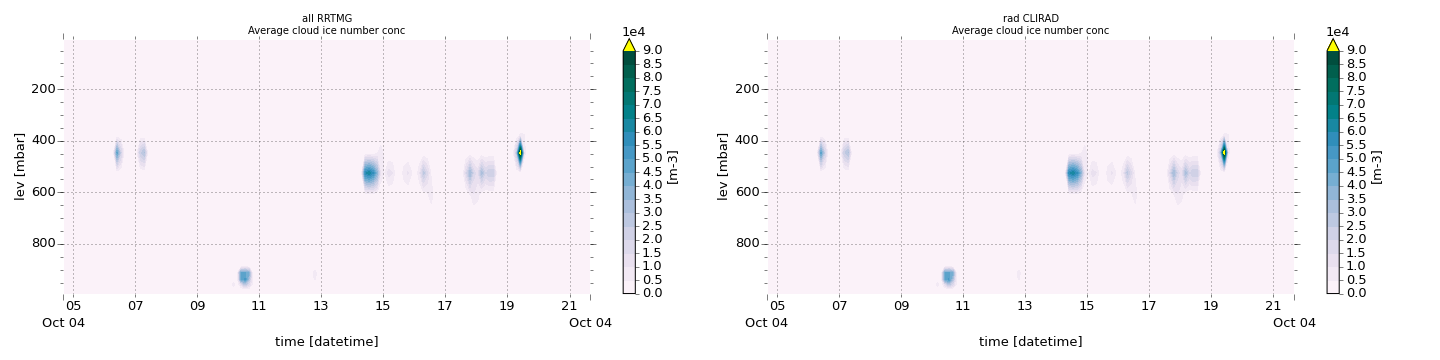 all RRTMG
Average cloud ice number conc
1e4
9.0
8.5
8.0
7.5
7.0
6.5
6.0
5.5
5.0
4.5
4.0
3.5
3.0
2.5
2.0
1.5
1.0
0.5
0.0
[m-3]
lev [mbar]
200
400
600
800
05 07 09 11 13 15 17 19 21
Oct 04 Oct 04
time [datetime]
rad CLIRAD
Average cloud ice number conc
1e4
9.0
8.5
8.0
7.5
7.0
6.5
6.0
5.5
5.0
4.5
4.0
3.5
3.0
2.5
2.0
1.5
1.0
0.5
0.0
[m-3]
lev [mbar]
200
400
600
800
05 07 09 11 13 15 17 19 21
Oct 04 Oct 04
time [datetime]